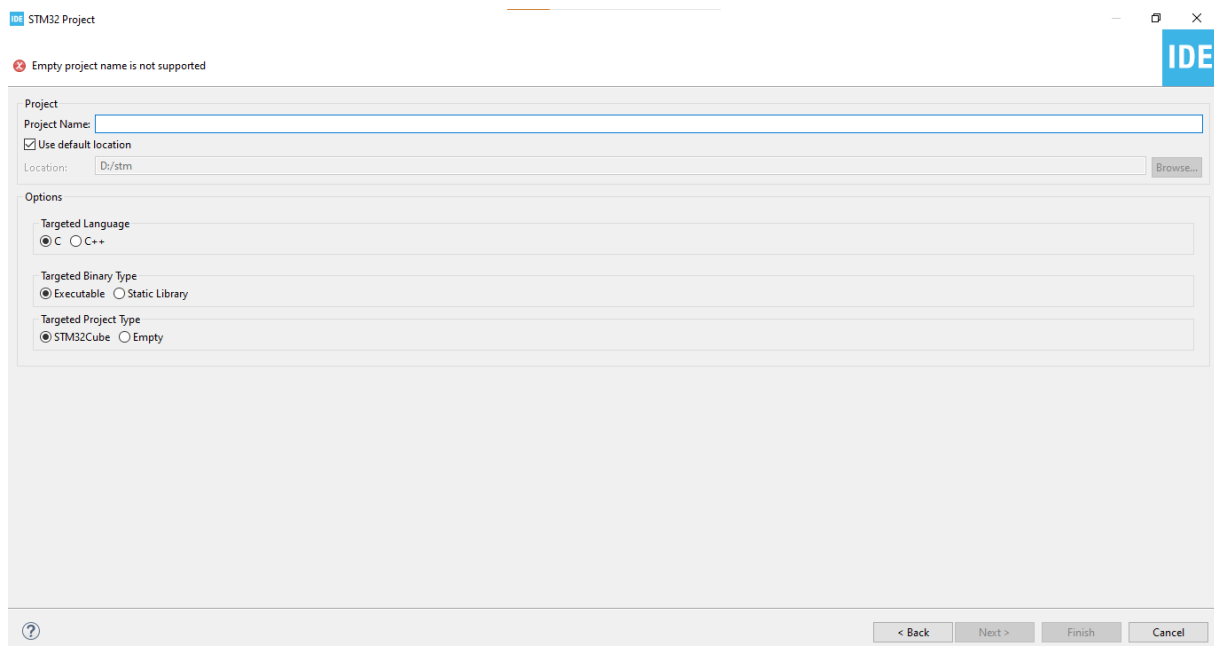 IDE STM32 Project
Empty project name is not supported
IDE
Project
Project Name:
Use default location
Location: D:/stm Browse...
Options
Targeted Language
C C++
Targeted Binary Type
Executable Static Library
Targeted Project Type
STM32Cube Empty
? < Back Next > Finish Cancel